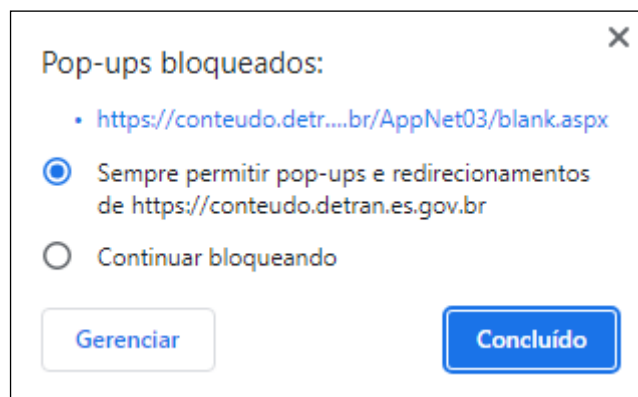 Pop-ups bloqueados:
https://conteudo.detr....br/AppNet03/blank.aspx
Sempre permitir pop-ups e redirecionamentos
de https://conteudo.detran.es.gov.br
Continuar bloqueando
Gerenciar
Concluído